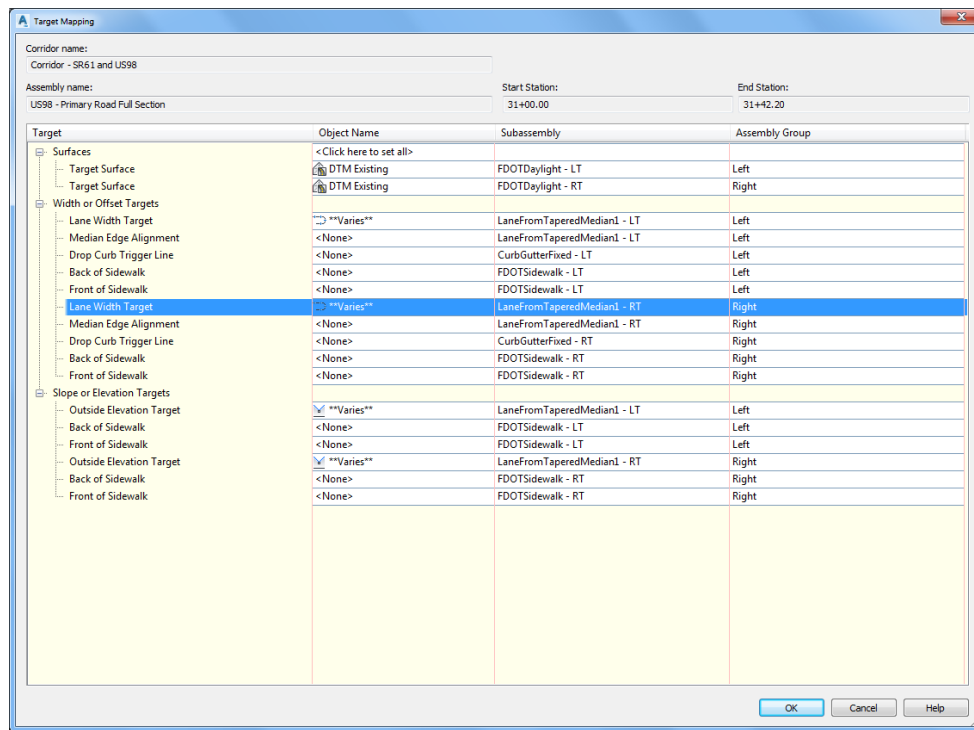 Target Mapping
Corridor name:
Corridor - SR61 and US98
Assembly name: Start Station: End Station:
US98 - Primary Road Full Section 31+00.00 31+42.20
Target Object Name Subassembly Assembly Group
Surfaces <Click here to set all>
Target Surface DTM Existing FDOTDaylight - LT Left
Target Surface DTM Existing FDOTDaylight - RT Right
Width or Offset Targets
Lane Width Target **Varies** LaneFromTaperedMedian1 - LT Left
Median Edge Alignment <None> LaneFromTaperedMedian1 - LT Left
Drop Curb Trigger Line <None> CurbGutterFixed - LT Left
Back of Sidewalk <None> FDOTSidewalk - LT Left
Front of Sidewalk <None> FDOTSidewalk - LT Left
Lane Width Target **Varies** LaneFromTaperedMedian1 - RT Right
Median Edge Alignment <None> LaneFromTaperedMedian1 - RT Right
Drop Curb Trigger Line <None> CurbGutterFixed - RT Right
Back of Sidewalk <None> FDOTSidewalk - RT Right
Front of Sidewalk <None> FDOTSidewalk - RT Right
Slope or Elevation Targets
Outside Elevation Target **Varies** LaneFromTaperedMedian1 - LT Left
Back of Sidewalk <None> FDOTSidewalk - LT Left
Front of Sidewalk <None> FDOTSidewalk - LT Left
Outside Elevation Target **Varies** LaneFromTaperedMedian1 - RT Right
Back of Sidewalk <None> FDOTSidewalk - RT Right
Front of Sidewalk <None> FDOTSidewalk - RT Right
OK Cancel Help